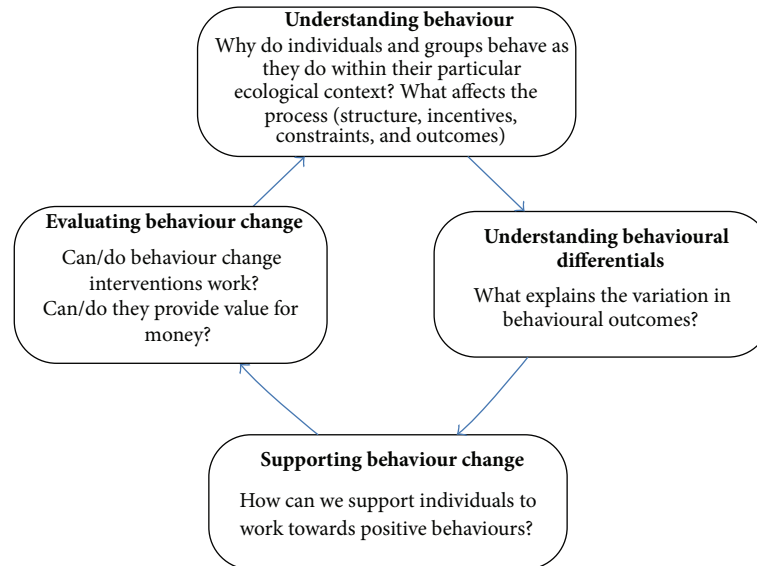 Understanding behaviour
Why do individuals and groups behave as
they do within their particular
ecological context? What affects the
process (structure, incentives,
constraints, and outcomes)
Evaluating behaviour change
Can/do behaviour change
interventions work?
Can/do they provide value for
money?
Understanding behavioural
differentials
What explains the variation in
behavioural outcomes?
Supporting behaviour change
How can we support individuals to
work towards positive behaviours?